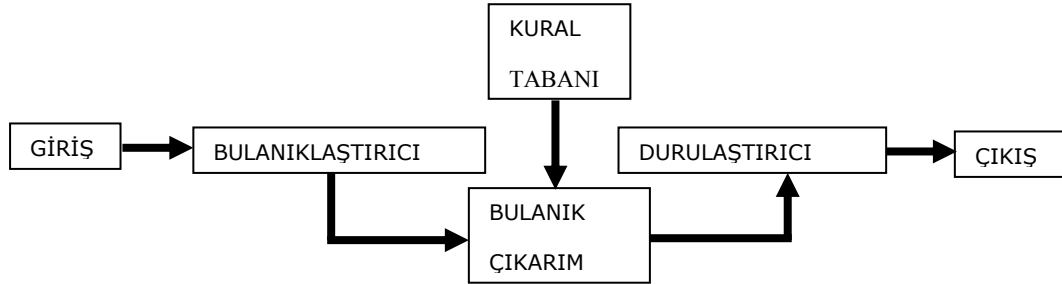 KURAL
TABANI
GİRİŞ
BULANIKLAŞTIRICI
DURULAŞTIRICI
ÇIKIŞ
BULANIK
ÇIKARIM